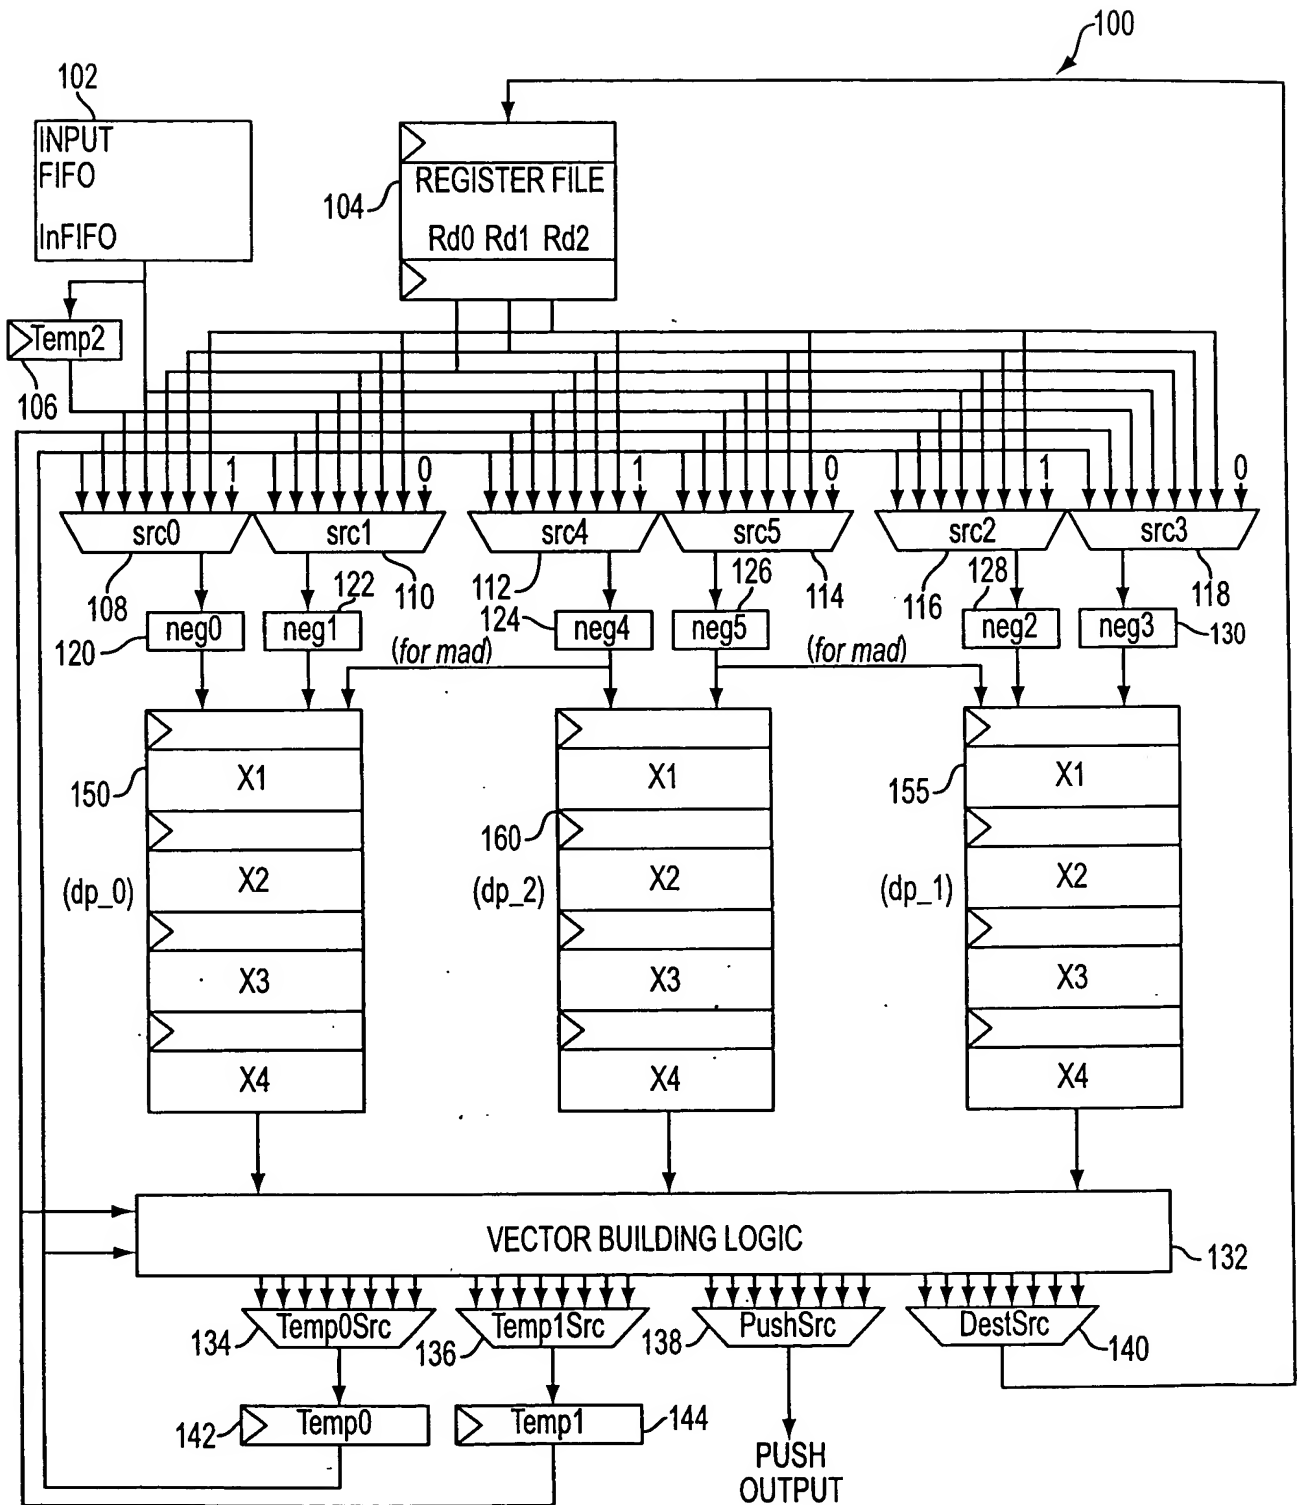 100
102
INPUT
FIFO
InFIFO
104
REGISTER FILE
Rd0 Rd1 Rd2
Temp2
106
1 0 1 0 1 0
src0 src1 src4 src5 src2 src3
108 122 110 112 126 114 116 128 118
120 neg0 neg1 124 neg4 neg5 neg2 neg3 130
(for mad) (for mad)
150 X1 X1 155 X1
160
(dp_0) X2 (dp_2) X2 (dp_1) X2
X3 X3 X3
X4 X4 X4
VECTOR BUILDING LOGIC
132
134 Temp0Src 136 Temp1Src 138 PushSrc DestSrc 140
142 Temp0 Temp1 144
PUSH
OUTPUT